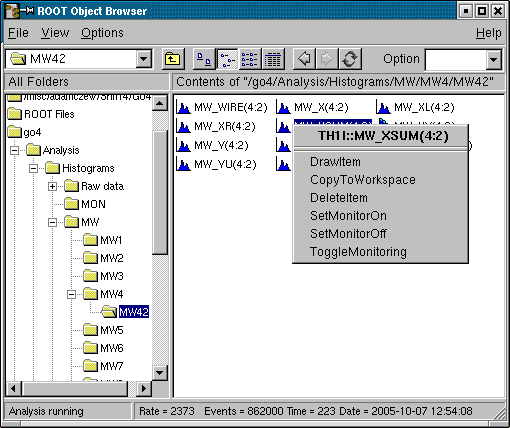 ROOT Object Browser
File View Options Help
MW42 Option
All Folders Contents of "/go4/Analysis/Histograms/MW/MW4/MW42"
ROOT Files
go4
Analysis
Histograms
Raw data
MON
MW
MW1
MW2
MW3
MW4
MW42
MW5
MW6
MW7
MW_WIRE(4:2) MW_X(4:2) MW_XL(4:2)
MW_XR(4:2)
MW_Y(4:2)
MW_YU(4:2)
TH1I::MW_XSUM(4:2)
DrawItem
CopyToWorkspace
DeleteItem
SetMonitorOn
SetMonitorOff
ToggleMonitoring
Analysis running Rate = 2373 Events = 862000 Time = 223 Date = 2005-10-07 12:54:08